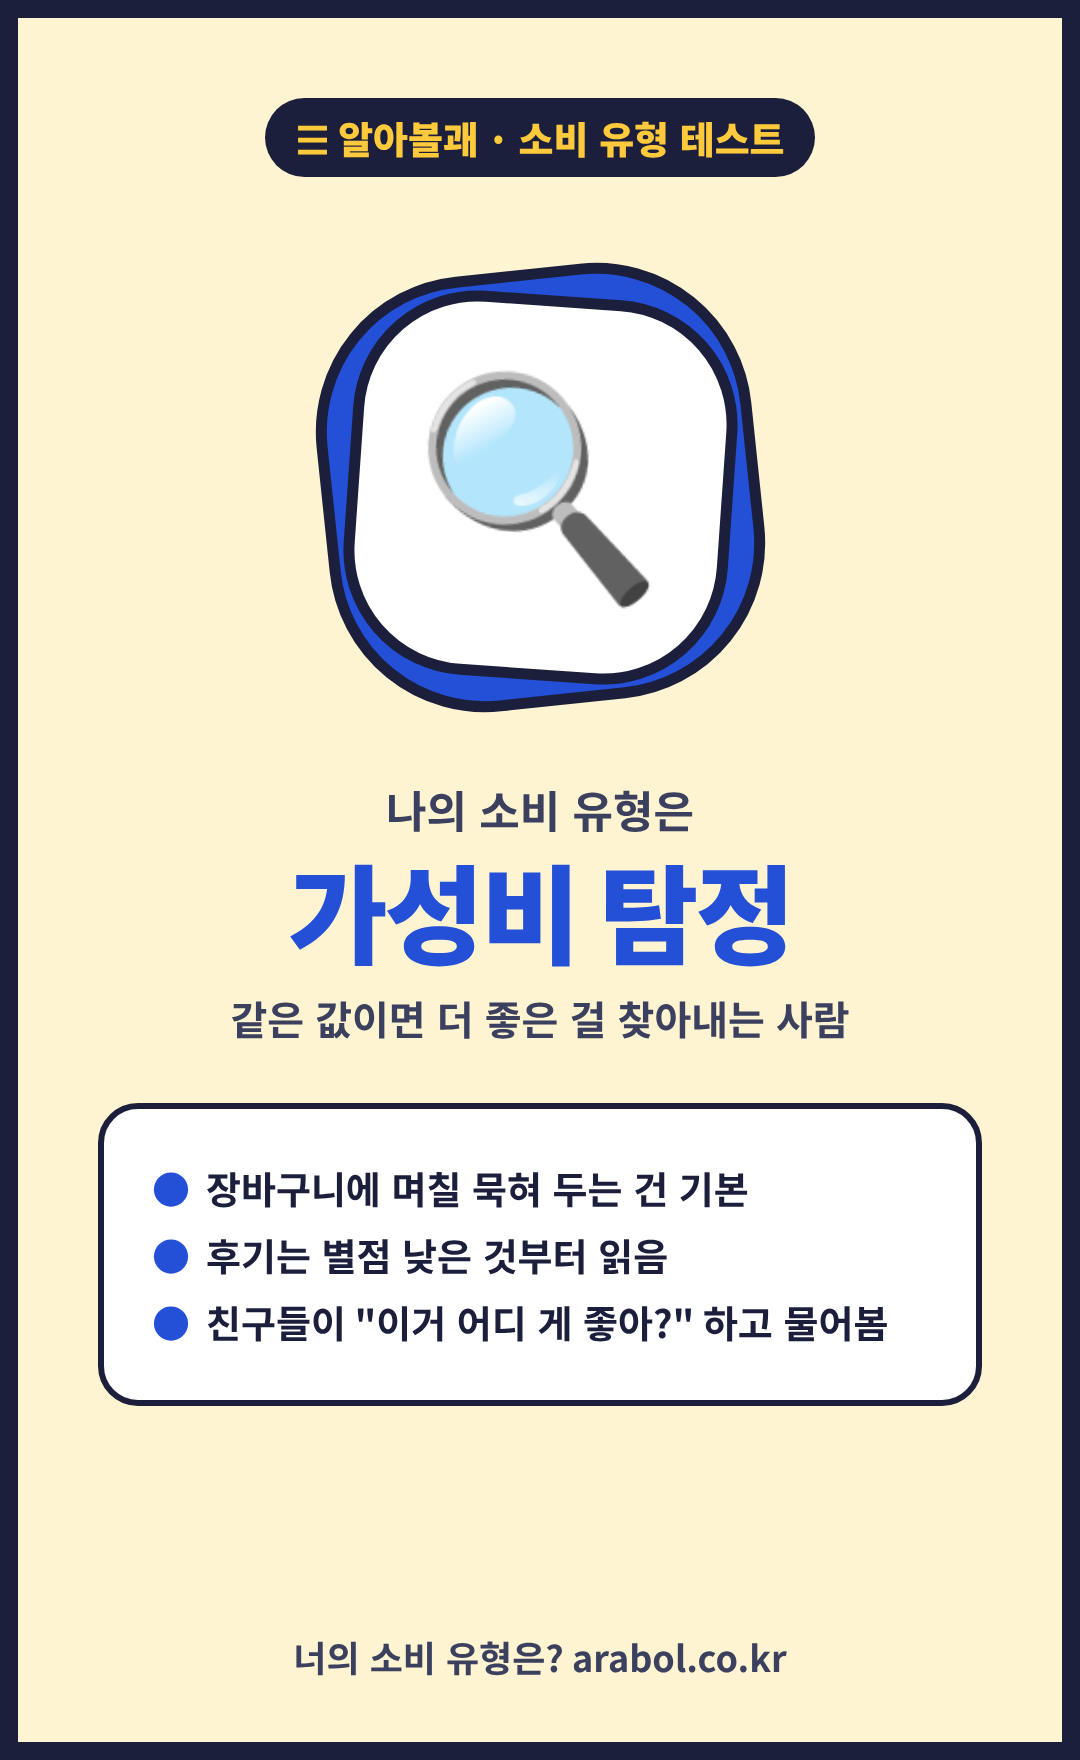 ☰ 알아볼괘 · 소비 유형 테스트
나의 소비 유형은
가성비 탐정
같은 값이면 더 좋은 걸 찾아내는 사람
장바구니에 며칠 묵혀 두는 건 기본
후기는 별점 낮은 것부터 읽음
친구들이 "이거 어디 게 좋아?" 하고 물어봄
너의 소비 유형은? arabol.co.kr